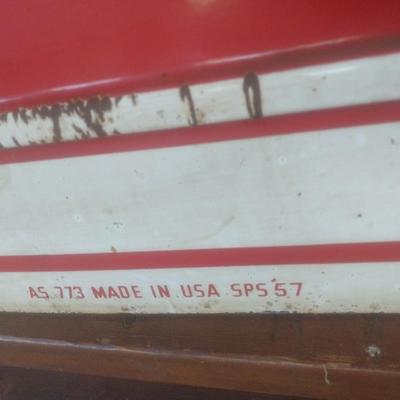 AS 773 MADE IN USA SPS 57